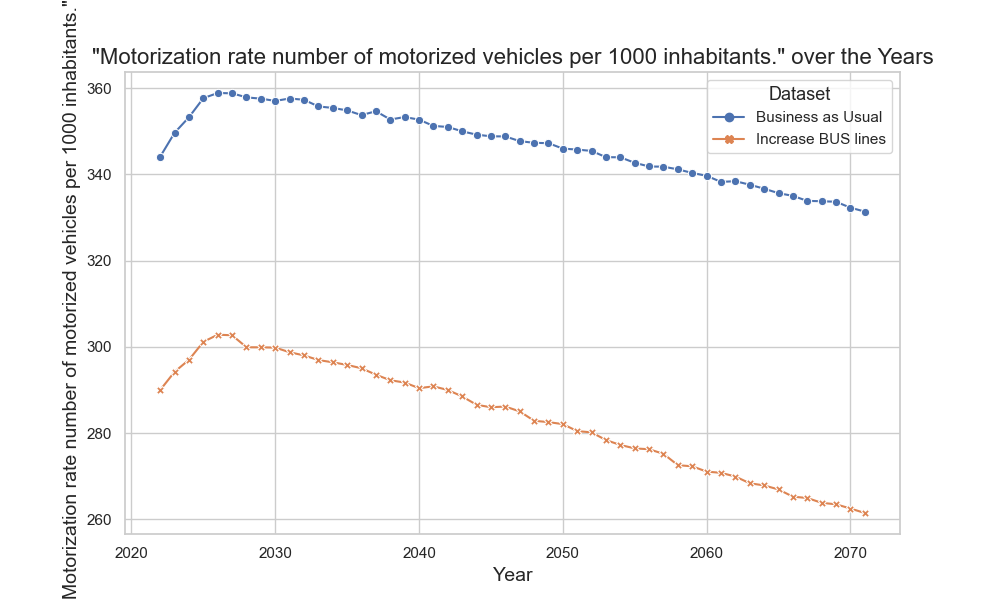 "Motorization rate number of motorized vehicles per 1000 inhabitants." over the Years
Motorization rate number of motorized vehicles per 1000 inhabitants."
360
340
320
300
280
260
Dataset
Business as Usual
Increase BUS lines
2020
2030
2040
2050
2060
2070
Year